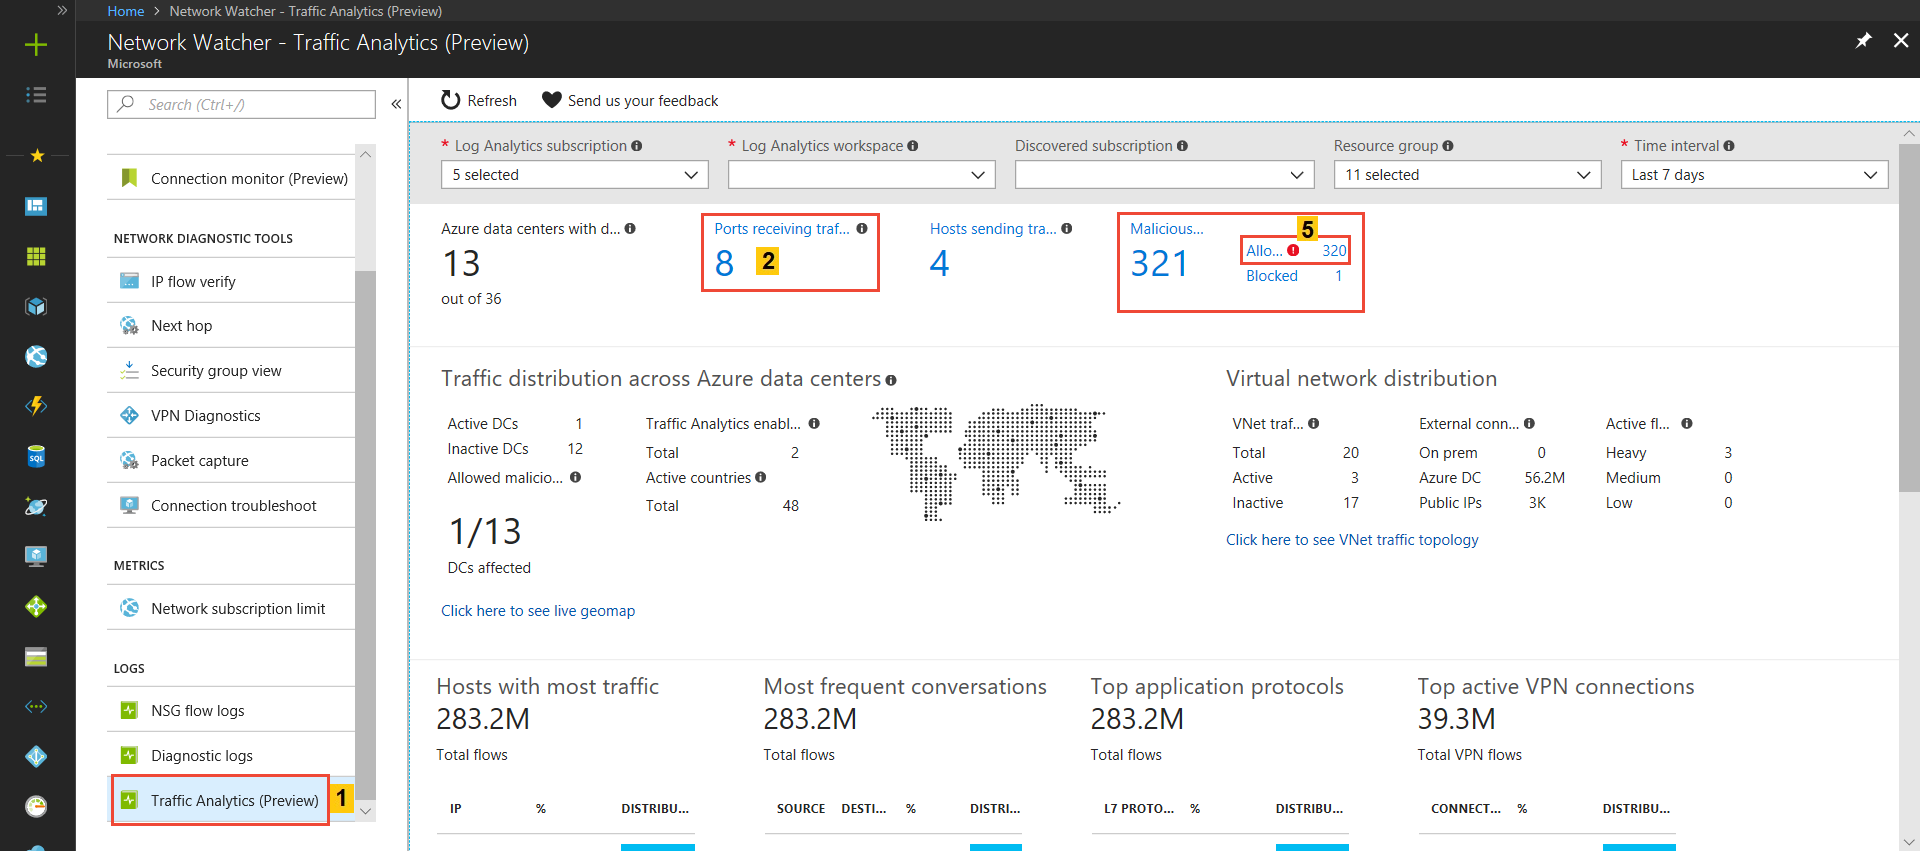 Home > Network Watcher - Traffic Analytics (Preview)
Network Watcher - Traffic Analytics (Preview)
Microsoft
Search (Ctrl+/)
Connection monitor (Preview)
NETWORK DIAGNOSTIC TOOLS
IP flow verify
Next hop
Security group view
VPN Diagnostics
Packet capture
Connection troubleshoot
METRICS
Network subscription limit
LOGS
NSG flow logs
Diagnostic logs
Traffic Analytics (Preview) 1
SQL
Refresh Send us your feedback
* Log Analytics subscription
5 selected
* Log Analytics workspace
Discovered subscription
Resource group
11 selected
* Time interval
Last 7 days
Azure data centers with d...
13
out of 36
Ports receiving traf...
8 2
Hosts sending tra...
4
Malicious...
321
5
Allo... 320
Blocked 1
Traffic distribution across Azure data centers
Active DCs 1
Inactive DCs 12
Allowed malicio...
1/13
DCs affected
Traffic Analytics enabl...
Total 2
Active countries
Total 48
Click here to see live geomap
Virtual network distribution
VNet traf...
Total 20
Active 3
Inactive 17
External conn...
On prem 0
Azure DC 56.2M
Public IPs 3K
Active fl...
Heavy 3
Medium 0
Low 0
Click here to see VNet traffic topology
Hosts with most traffic
283.2M
Total flows
IP % DISTRIBU...
Most frequent conversations
283.2M
Total flows
SOURCE DESTI... % DISTRI...
Top application protocols
283.2M
Total flows
L7 PROTO... % DISTRIBU...
Top active VPN connections
39.3M
Total VPN flows
CONNECT... % DISTRIBU...